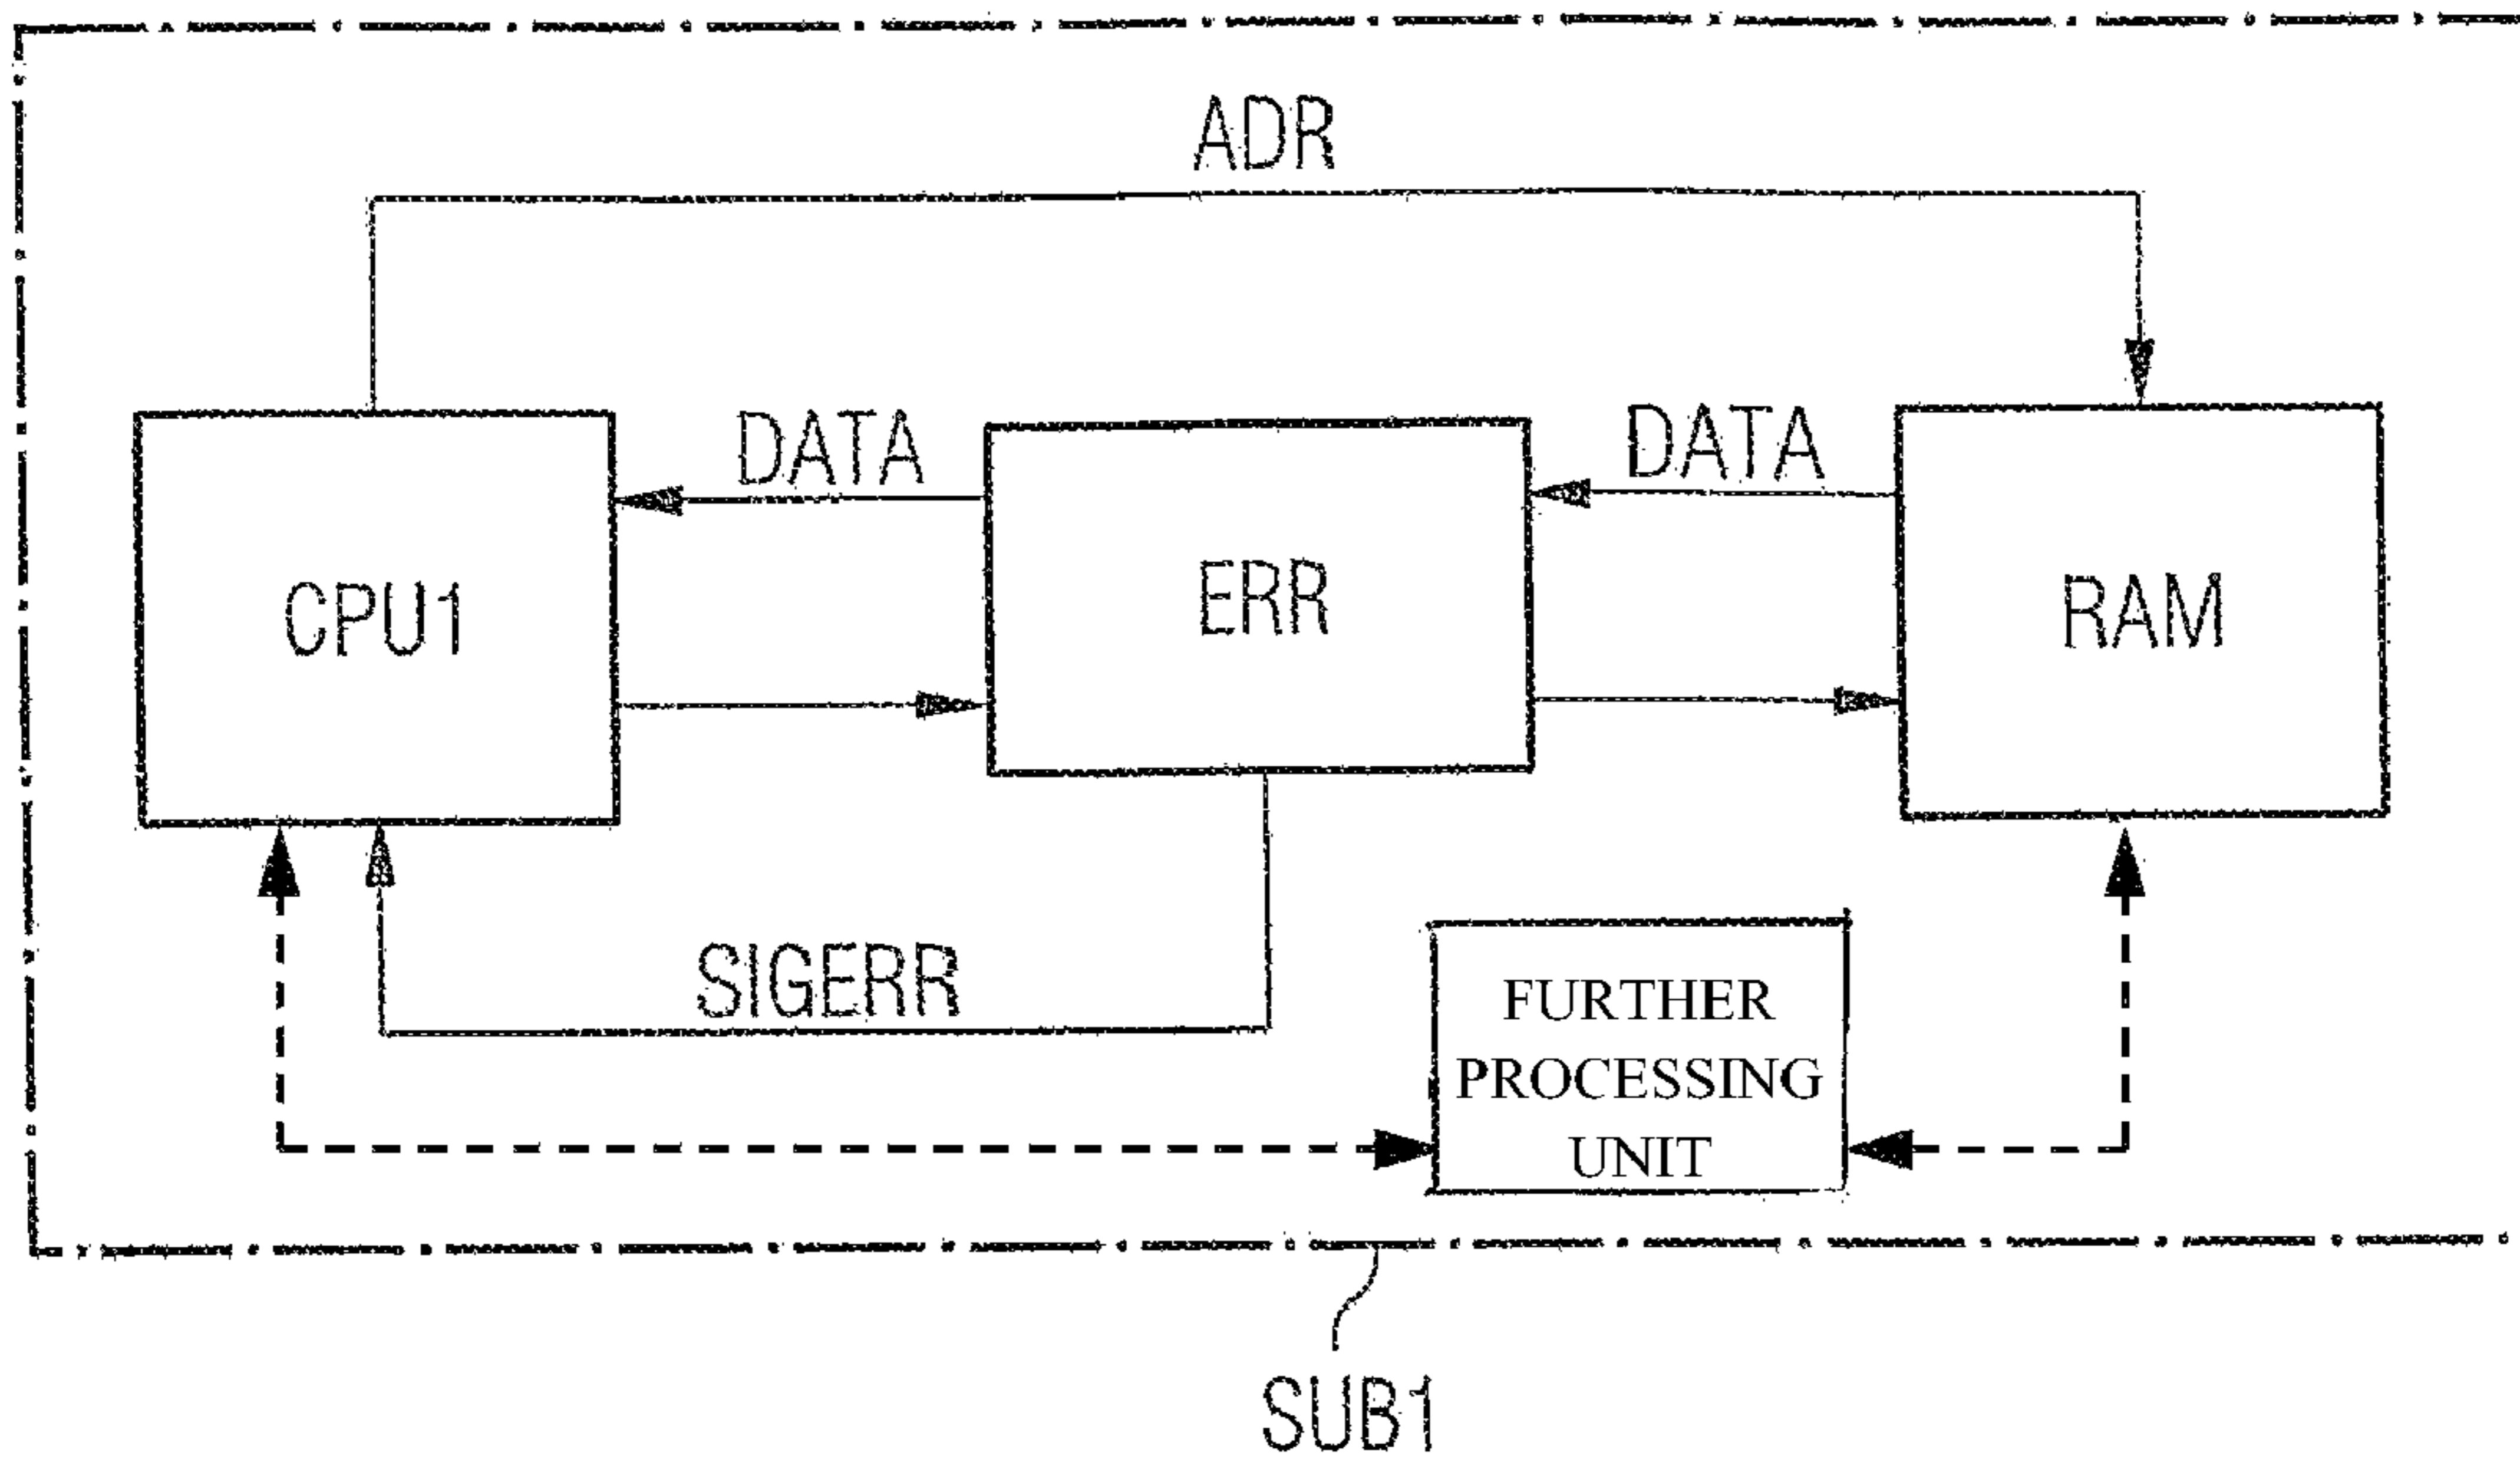 ADR
DATA
DATA
CPU1
ERR
RAM
SIGERR
FURTHER
PROCESSING
UNIT
SUB1